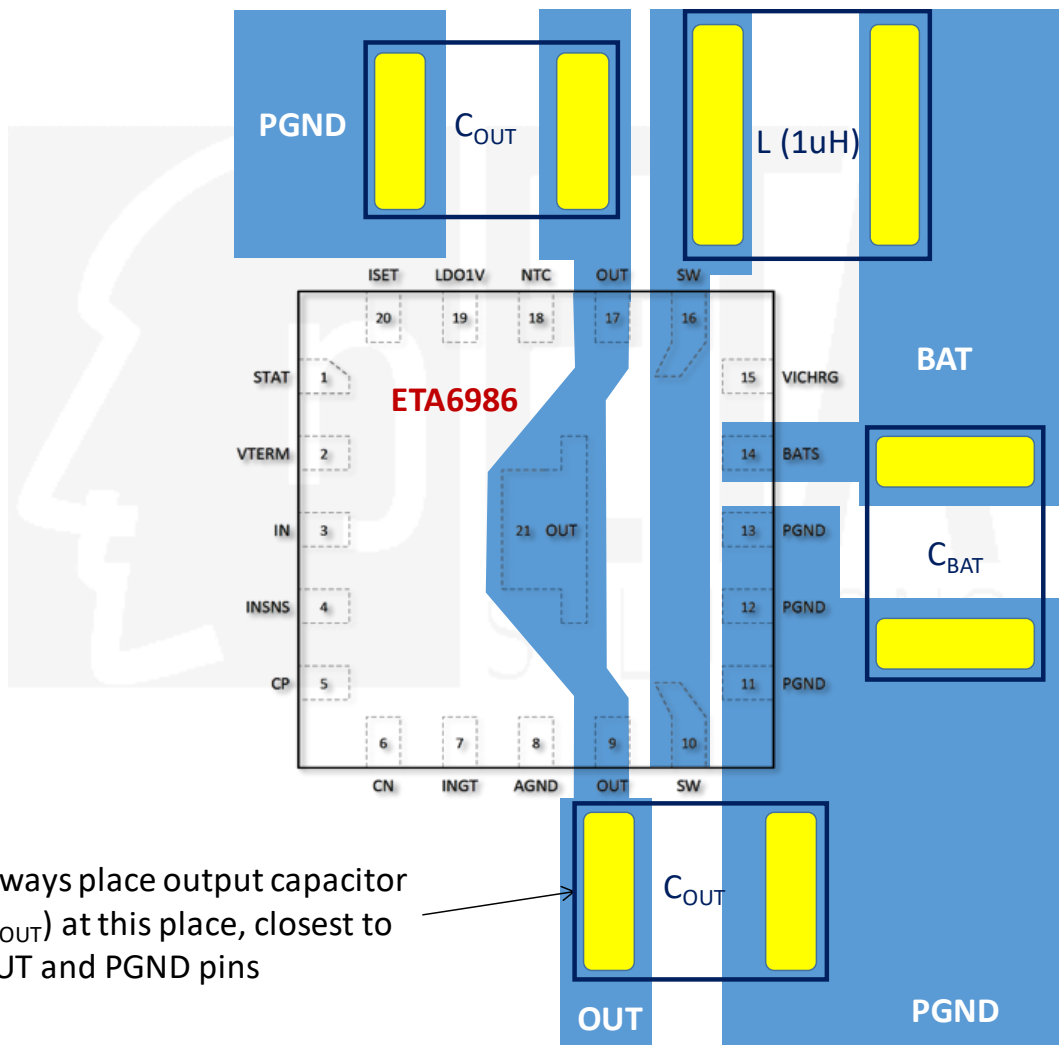 PGND
C_OUT
L (1uH)
ISET LDO1V NTC OUT SW
20 19 18 17 16
BAT
STAT 1
15 VICHRG
ETA6986
VTERM 2
14 BATS
IN 3
21 OUT
13 PGND
C_BAT
INSNS 4
12 PGND
CP 5
11 PGND
6 7 8 9 10
CN INGT AGND OUT SW
ways place output capacitor
OUT) at this place, closest to
UT and PGND pins
C_OUT
OUT
PGND